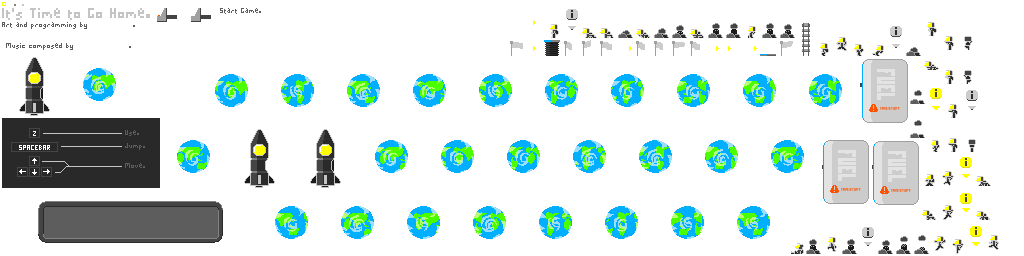 It's Time to Go Home.
Start Game.
Art and programming by
Music composed by
Z Use.
SPACEBAR Jump.
Move.
FUEL
FUEL
FUEL